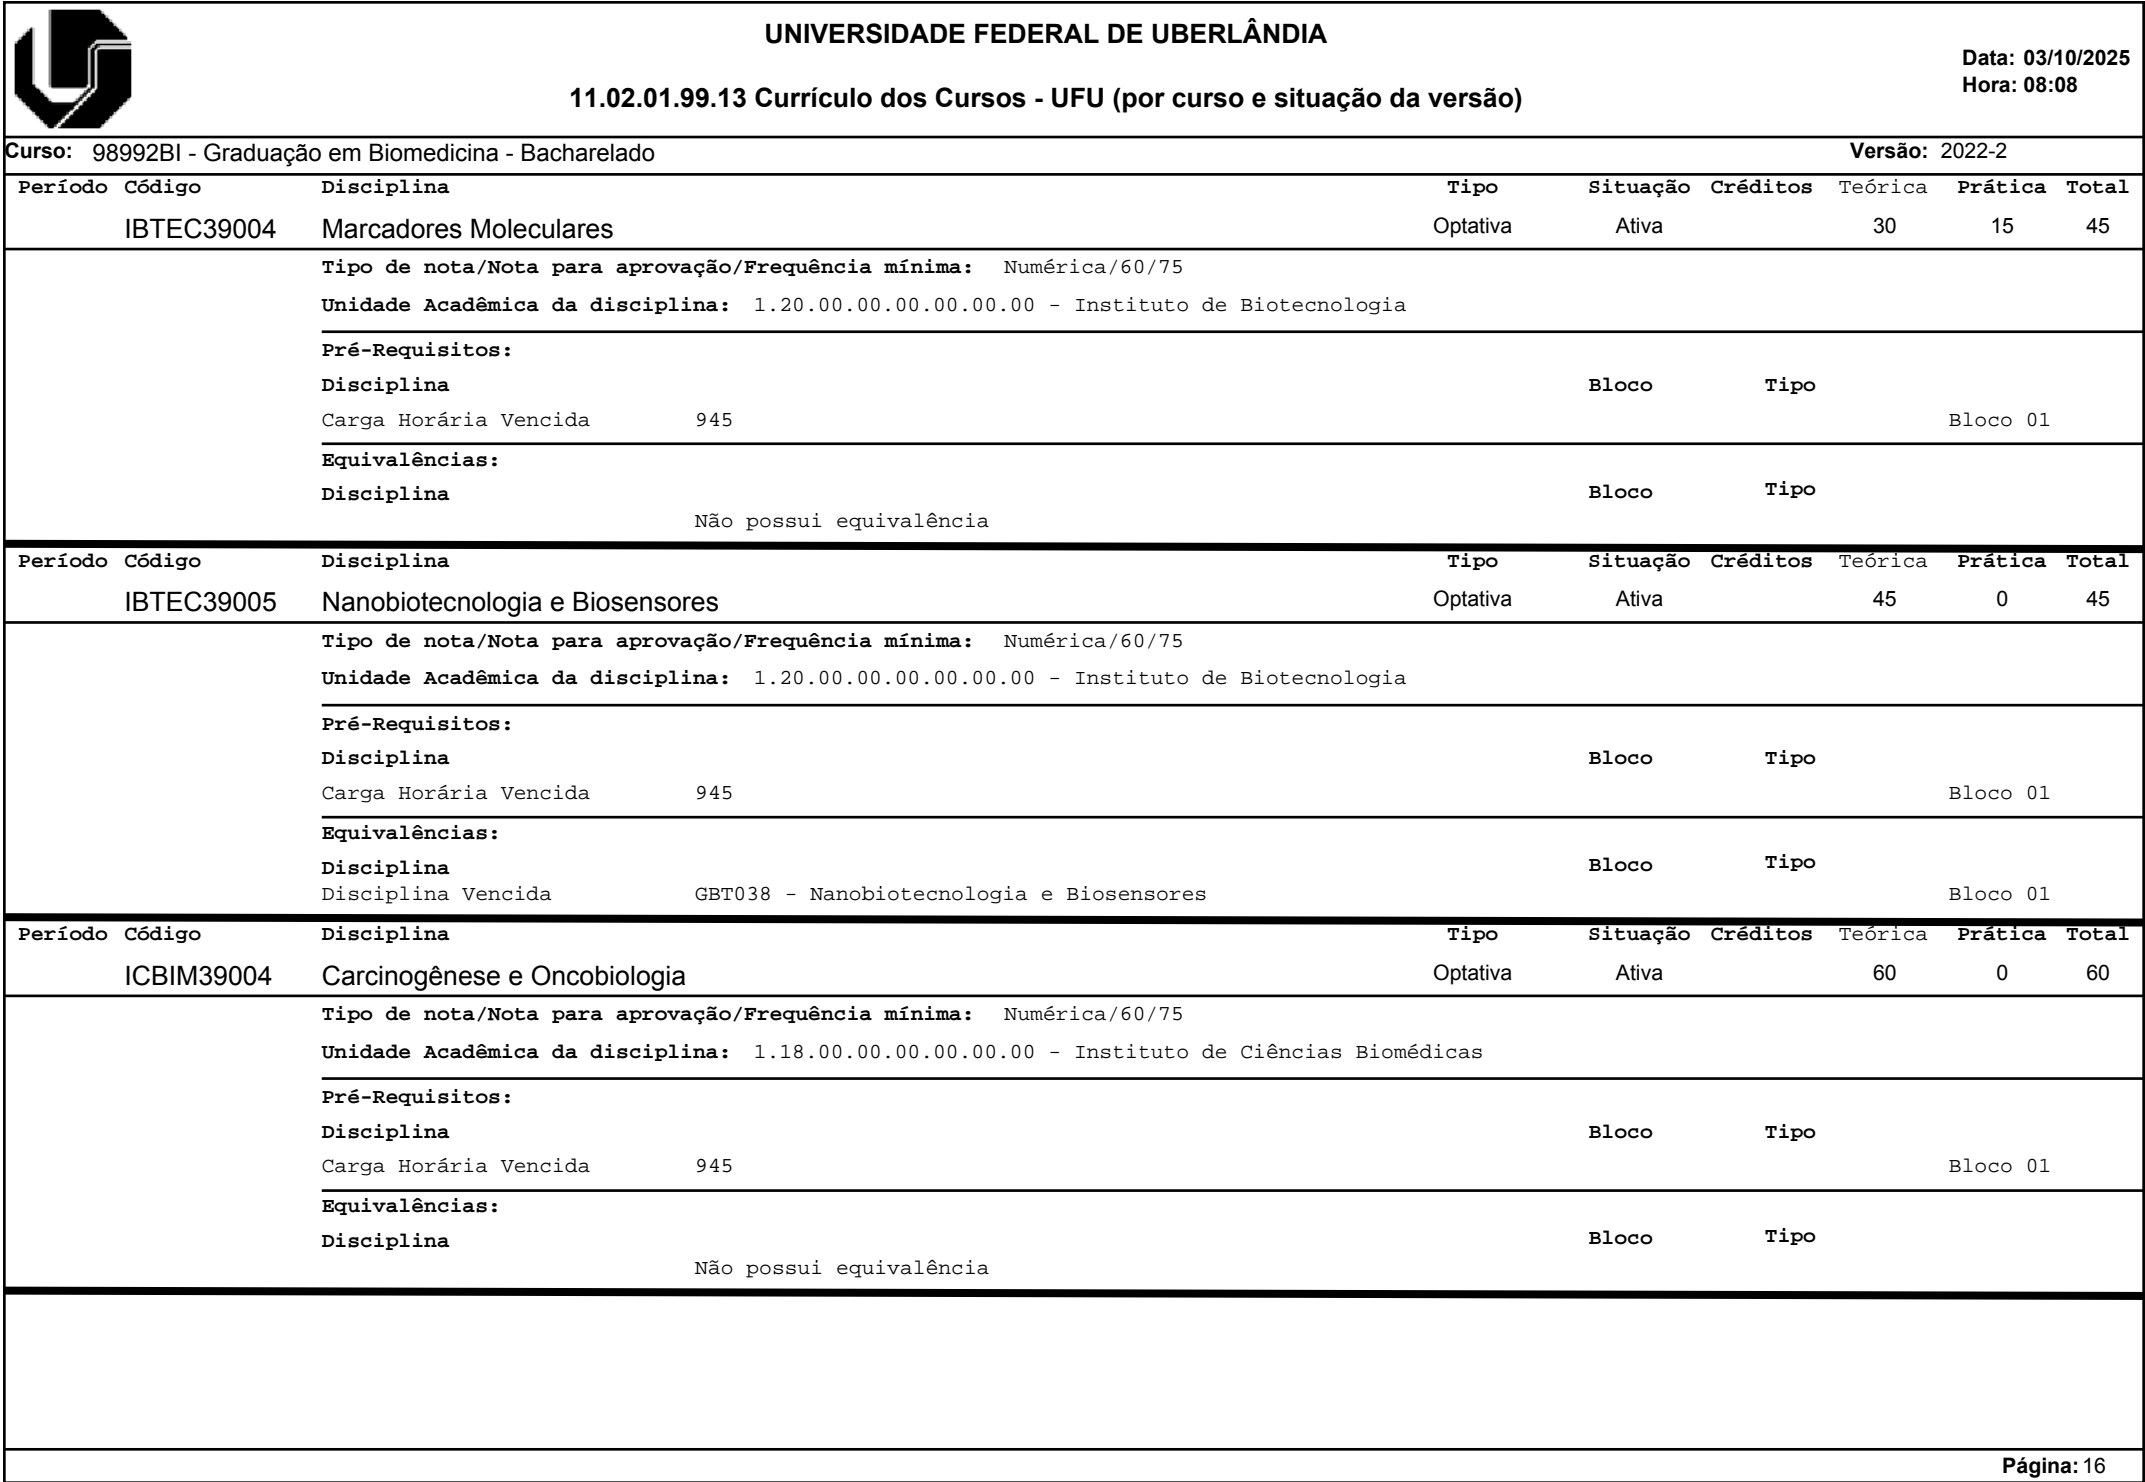 UNIVERSIDADE FEDERAL DE UBERLÂNDIA
Data: 03/10/2025
Hora: 08:08
11.02.01.99.13 Currículo dos Cursos - UFU (por curso e situação da versão)
Curso: 98992BI - Graduação em Biomedicina - Bacharelado Versão: 2022-2
Período Código Disciplina Tipo Situação Créditos Teórica Prática Total
IBTEC39004 Marcadores Moleculares Optativa Ativa 30 15 45
Tipo de nota/Nota para aprovação/Frequência mínima: Numérica/60/75
Unidade Acadêmica da disciplina: 1.20.00.00.00.00.00.00 - Instituto de Biotecnologia
Pré-Requisitos:
Disciplina Bloco Tipo
Carga Horária Vencida 945 Bloco 01
Equivalências:
Disciplina Bloco Tipo
Não possui equivalência
Período Código Disciplina Tipo Situação Créditos Teórica Prática Total
IBTEC39005 Nanobiotecnologia e Biosensores Optativa Ativa 45 0 45
Tipo de nota/Nota para aprovação/Frequência mínima: Numérica/60/75
Unidade Acadêmica da disciplina: 1.20.00.00.00.00.00.00 - Instituto de Biotecnologia
Pré-Requisitos:
Disciplina Bloco Tipo
Carga Horária Vencida 945 Bloco 01
Equivalências:
Disciplina Bloco Tipo
Disciplina Vencida GBT038 - Nanobiotecnologia e Biosensores Bloco 01
Período Código Disciplina Tipo Situação Créditos Teórica Prática Total
ICBIM39004 Carcinogênese e Oncobiologia Optativa Ativa 60 0 60
Tipo de nota/Nota para aprovação/Frequência mínima: Numérica/60/75
Unidade Acadêmica da disciplina: 1.18.00.00.00.00.00.00 - Instituto de Ciências Biomédicas
Pré-Requisitos:
Disciplina Bloco Tipo
Carga Horária Vencida 945 Bloco 01
Equivalências:
Disciplina Bloco Tipo
Não possui equivalência
Página: 16